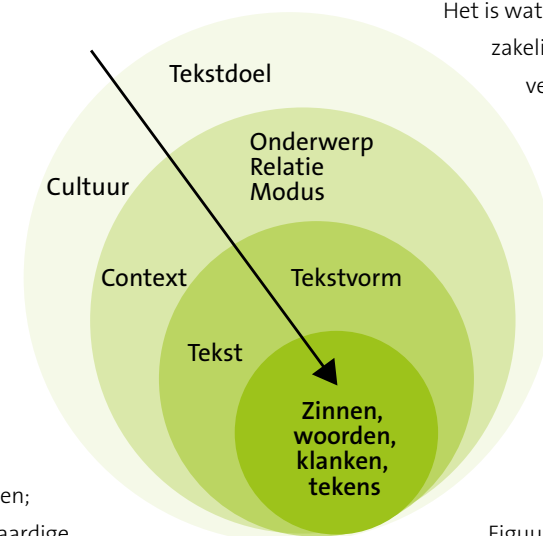 Het is wat
zakeli
ve
Tekstdoel
Onderwerp
Relatie
Modus
Cultuur
Context
Tekstvorm
Tekst
Zinnen,
woorden,
klanken,
tekens
en;
aardige
Figuu